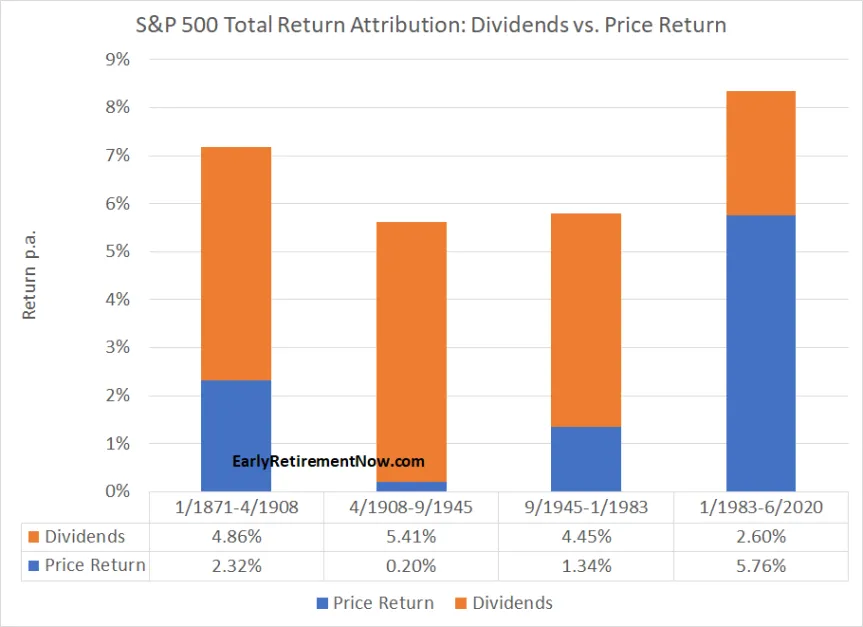 S&P 500 Total Return Attribution: Dividends vs. Price Return
9%
8%
7%
6%
5%
4%
3%
2%
1%
0%
Return p.a.
EarlyRetirementNow.com
1/1871-4/1908 4/1908-9/1945 9/1945-1/1983 1/1983-6/2020
Dividends 4.86% 5.41% 4.45% 2.60%
Price Return 2.32% 0.20% 1.34% 5.76%
Price Return Dividends